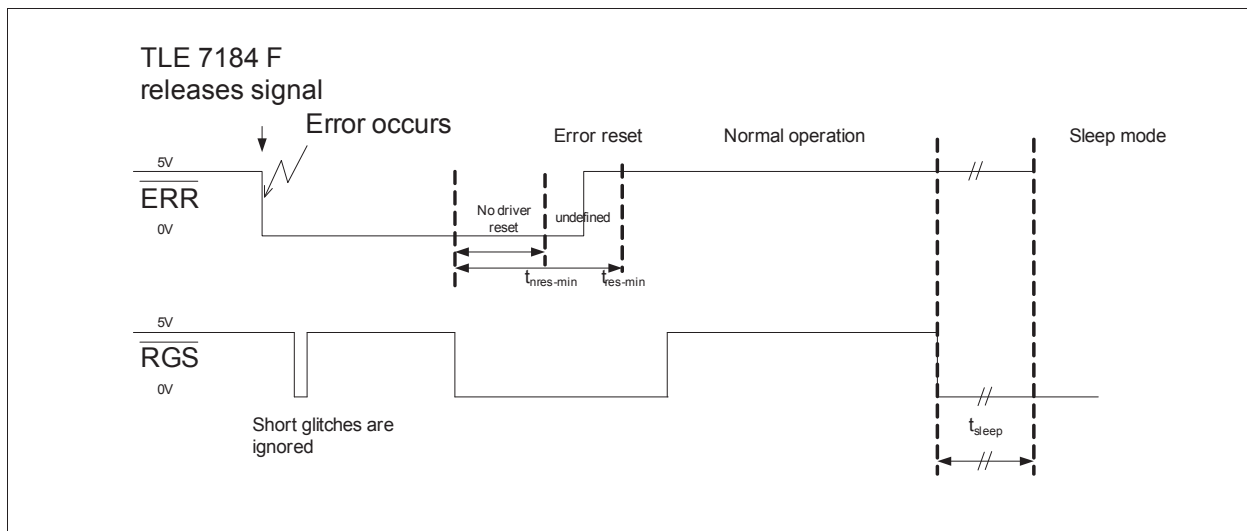 TLE 7184 F
releases signal
Error occurs
Error reset
Normal operation
Sleep mode
5V
ERR
0V
No driver
reset
undefined
tnres-min
tres-min
5V
RGS
0V
Short glitches are
ignored
tsleep